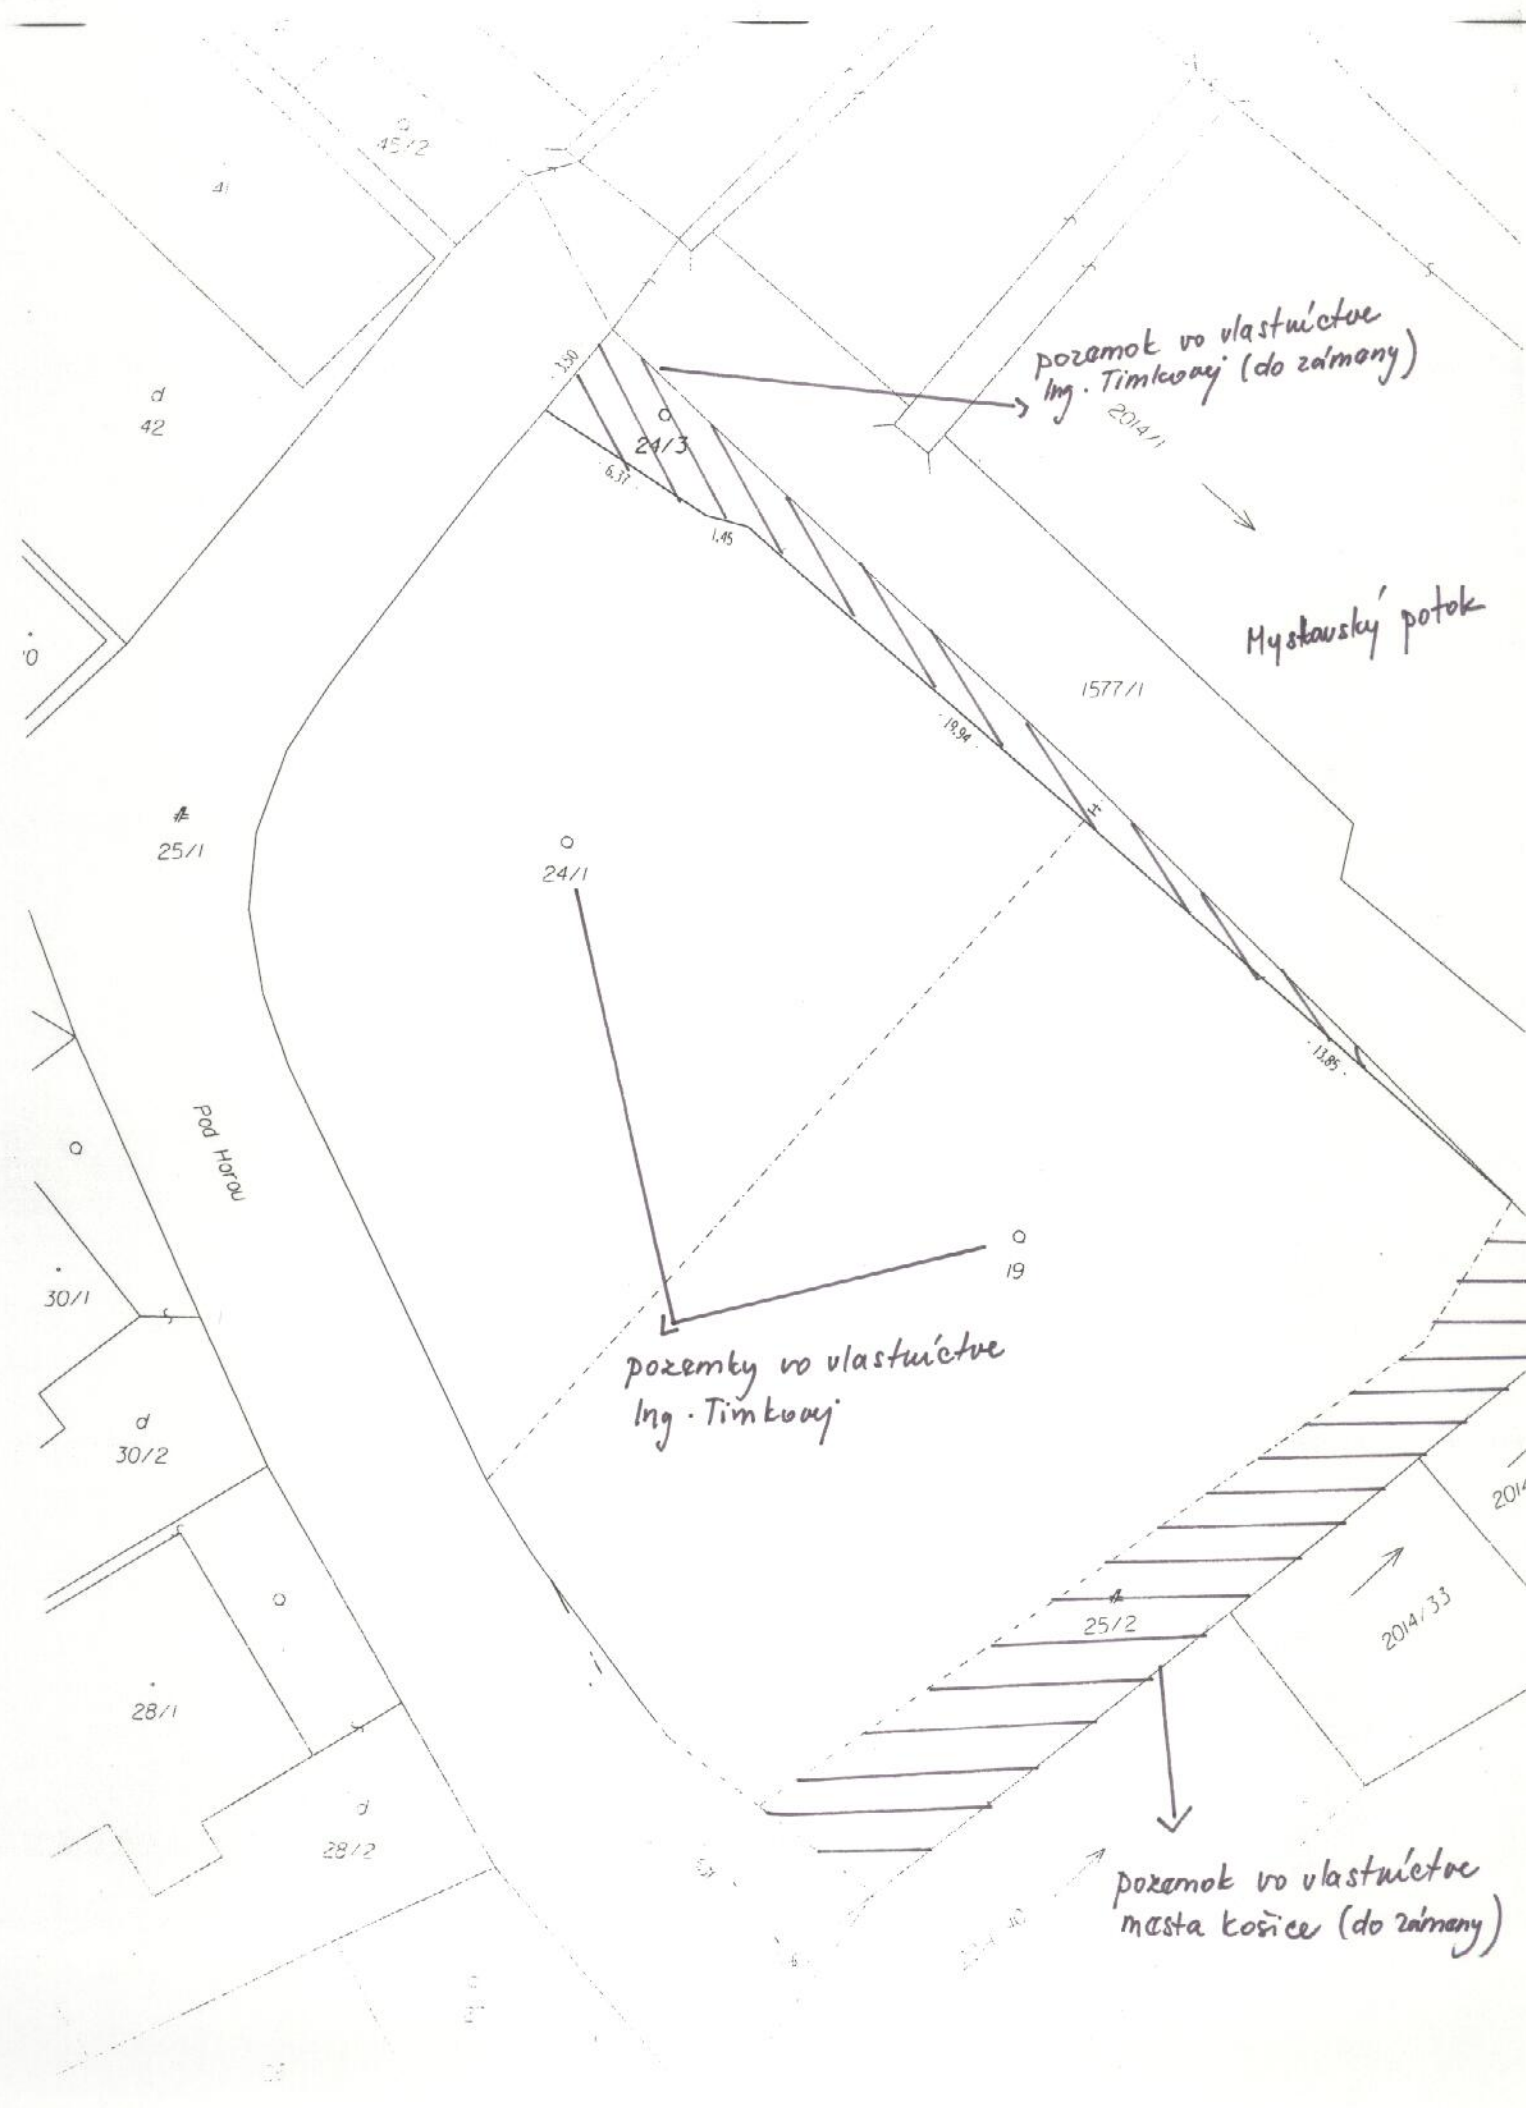 45/2
41
pozemok vo vlastníctve
Ing. Timkovej (do zámeny)
3.50
42
24/3
2014/1
6.37
1.45
Myslavský potok
1577/1
19.94
25/1
24/1
13.85
Pod Horou
19
30/1
pozemky vo vlastníctve
Ing. Timkovej
30/2
2014
25/2
2014/33
28/1
28/2
pozemok vo vlastníctve
mesta Košice (do zámeny)